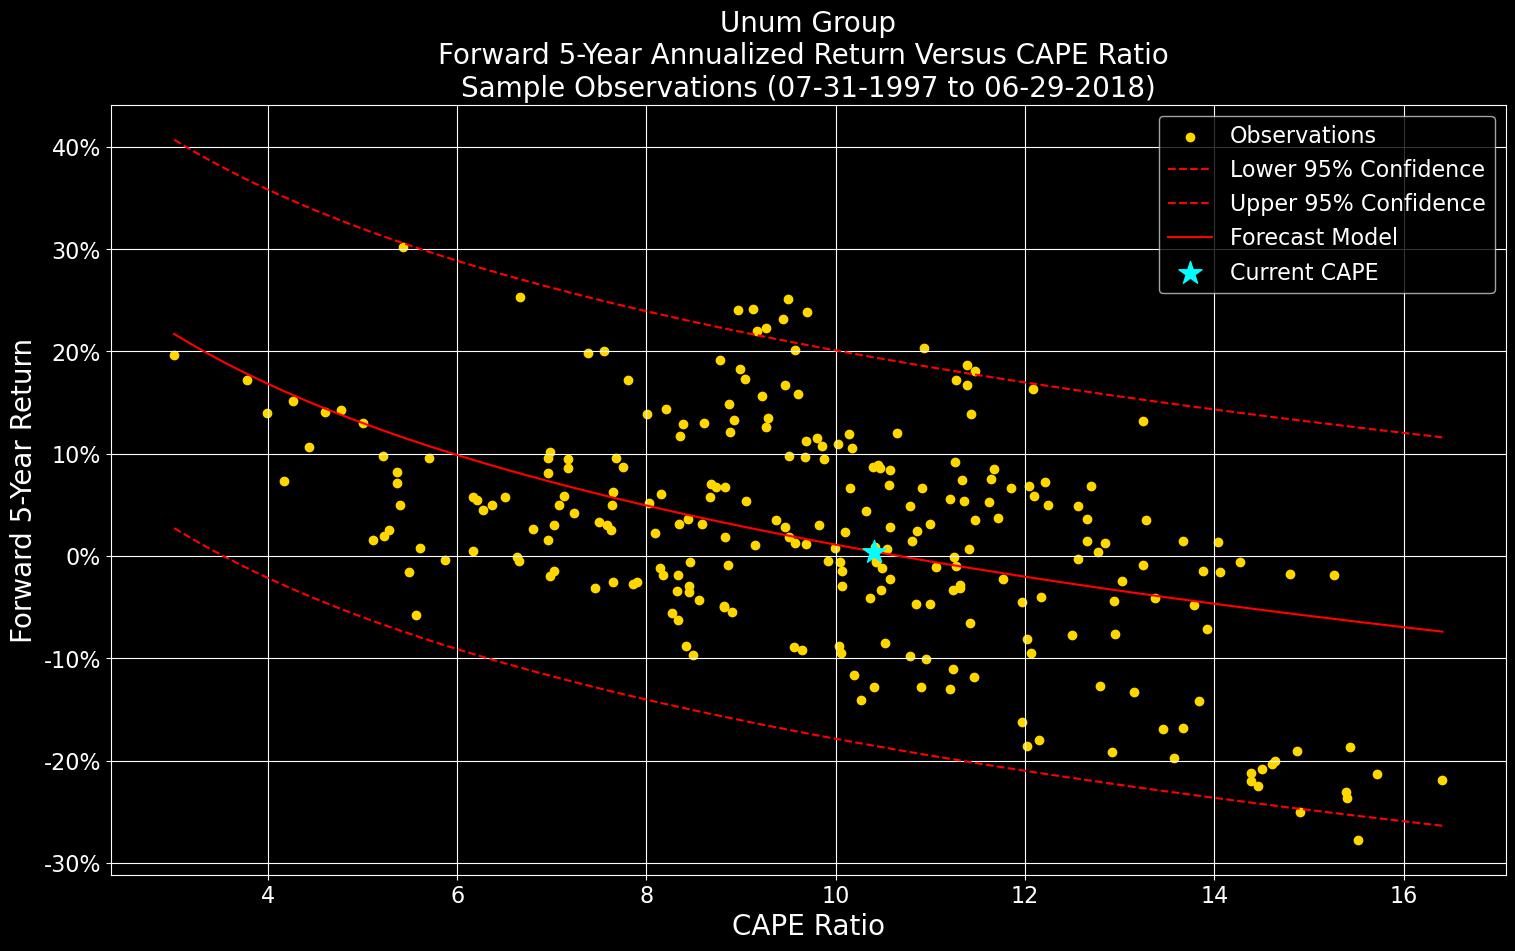 Unum Group
Forward 5-Year Annualized Return Versus CAPE Ratio
Sample Observations (07-31-1997 to 06-29-2018)
Observations
Lower 95% Confidence
Upper 95% Confidence
Forecast Model
Current CAPE
Forward 5-Year Return
40%
30%
20%
10%
0%
-10%
-20%
-30%
4 6 8 10 12 14 16
CAPE Ratio